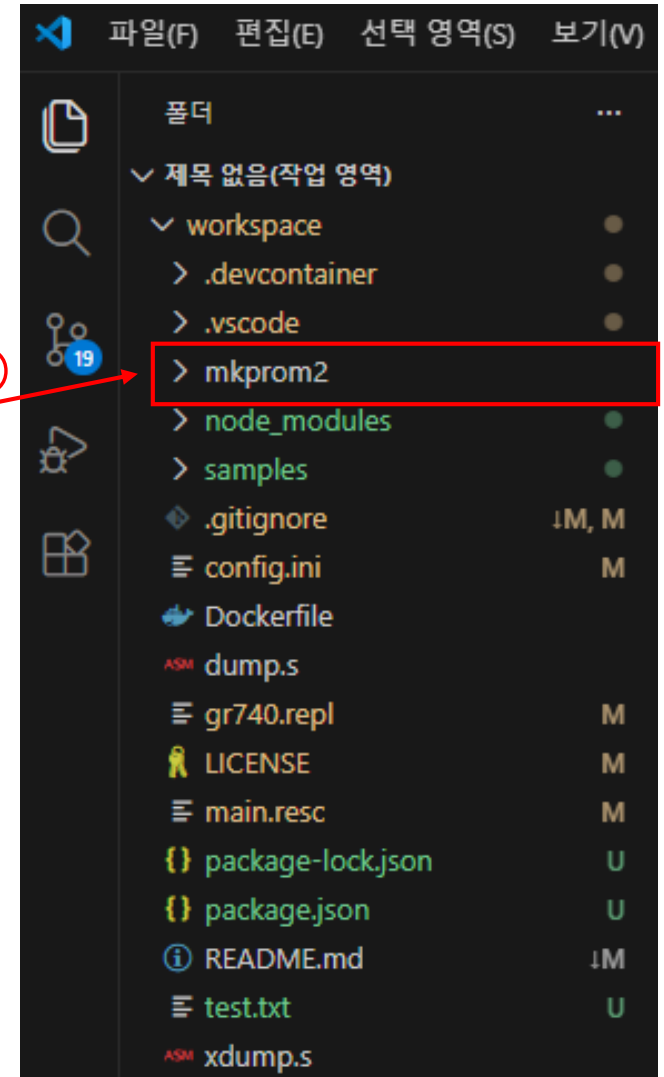 파일(F) 편집(E) 선택 영역(S) 보기(V)
폴더 ...
제목 없음(작업 영역)
workspace
.devcontainer
.vscode
19
mkprom2
node_modules
samples
.gitignore ↓M, M
config.ini M
Dockerfile
ASM dump.s
gr740.repl M
LICENSE M
main.resc M
{} package-lock.json U
{} package.json U
README.md ↓M
test.txt U
ASM xdump.s